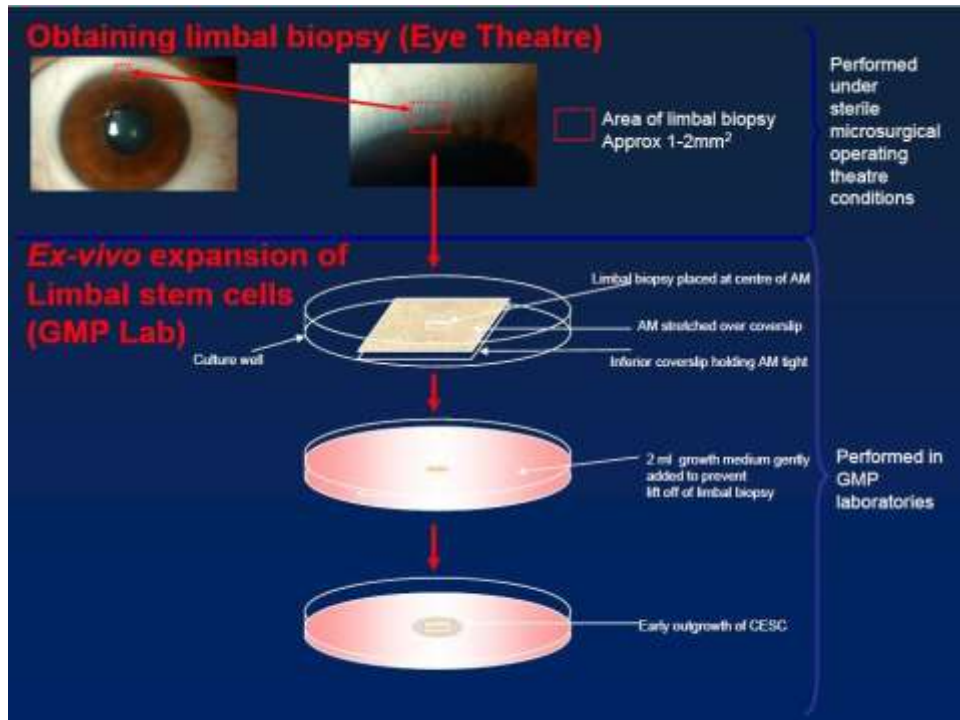 Obtaining limbal biopsy (Eye Theatre)
Area of limbal biopsy
Approx 1-2mm²
Performed
under
sterile
microsurgical
operating
theatre
conditions
Ex-vivo expansion of
Limbal stem cells
(GMP Lab)
Limbal biopsy placed at centre of AM
AM stretched over coverslip
Inferior coverslip holding AM tight
Culture well
2 ml growth medium gently
added to prevent
lift off of limbal biopsy
Performed in
GMP
laboratories
Early outgrowth of CESC